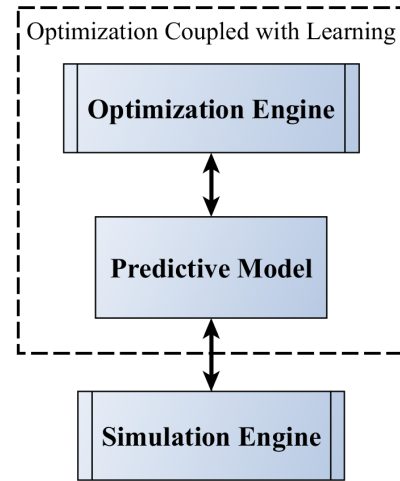 Optimization Coupled with Learning
Optimization Engine
Predictive Model
Simulation Engine